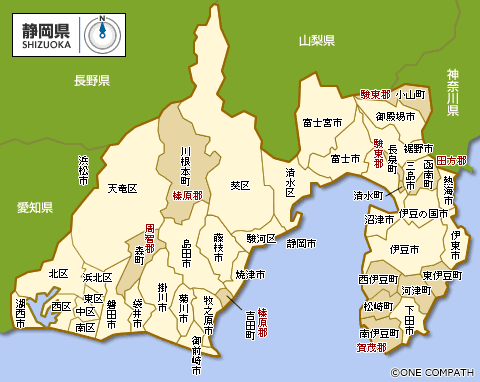 静岡県
SHIZUOKA
山梨県
長野県
神奈川県
愛知県
駿東郡
小山町
御殿場市
富士宮市
駿東郡
長泉町
裾野市
富士市
三島市
函南町
田方郡
熱海市
清水町
沼津市
伊豆の国市
伊東市
伊豆市
西伊豆町
東伊豆町
河津町
松崎町
下田市
南伊豆町
賀茂郡
川根本町
榛原郡
葵区
清水区
駿河区
静岡市
浜松市
天竜区
周智郡
森町
島田市
藤枝市
焼津市
北区
浜北区
東区
西区
中区
南区
湖西市
磐田市
袋井市
掛川市
菊川市
牧之原市
御前崎市
吉田町
榛原郡
©ONE COMPATH